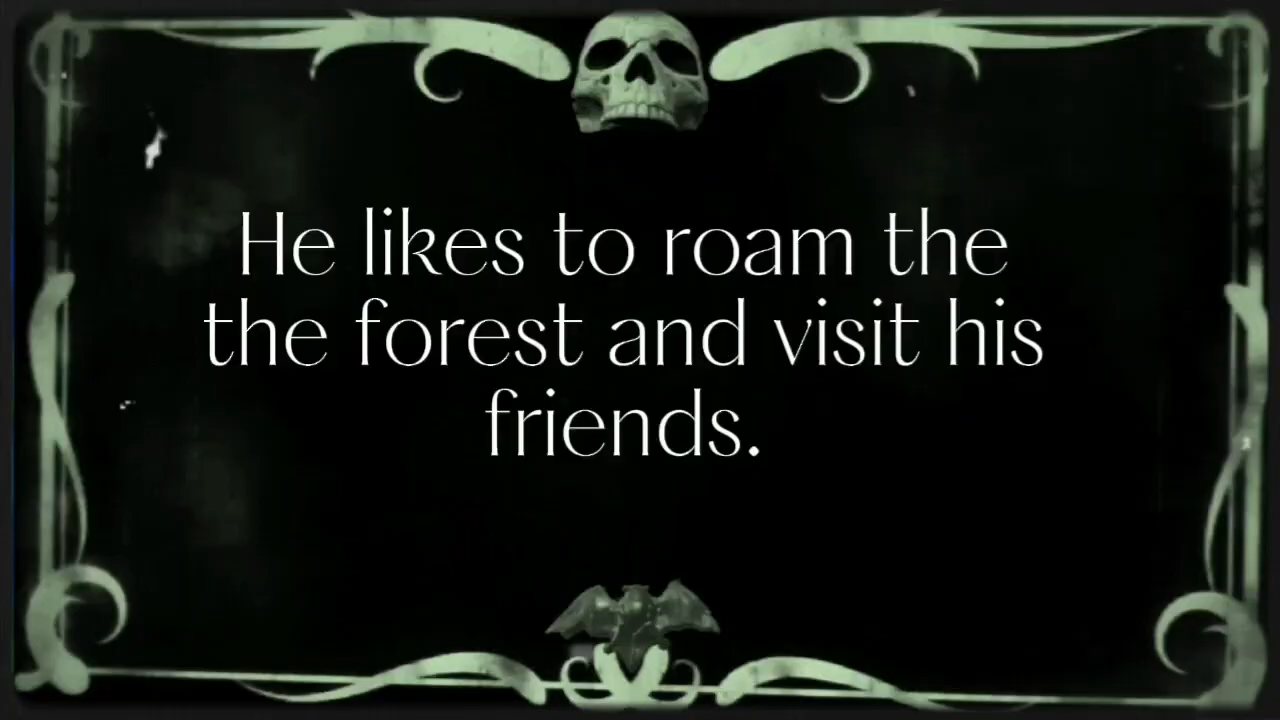 He likes to roam the
the forest and visit his
friends.